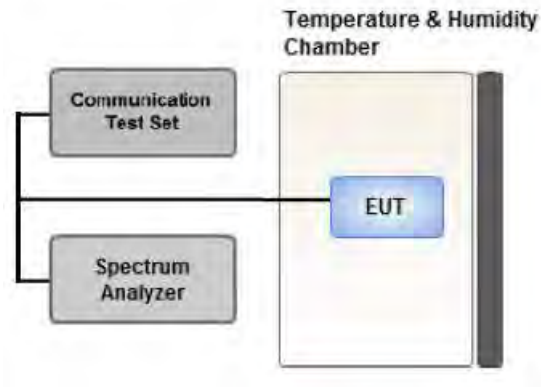 Temperature & Humidity
Chamber
Communication
Test Set
EUT
Spectrum
Analyzer